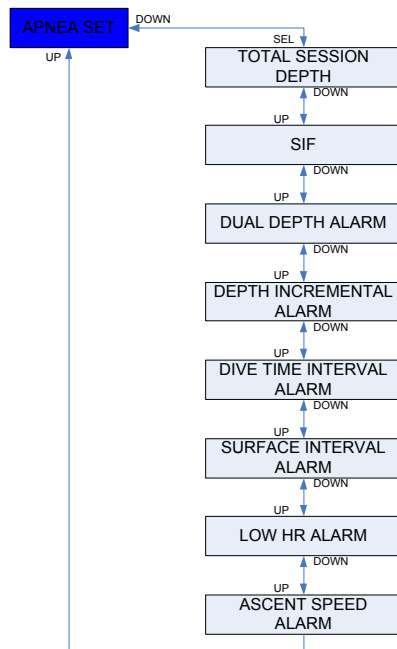 APNEA SET
DOWN
UP
SEL
TOTAL SESSION
DEPTH
DOWN
UP
SIF
DOWN
UP
DUAL DEPTH ALARM
DOWN
UP
DEPTH INCREMENTAL
ALARM
DOWN
UP
DIVE TIME INTERVAL
ALARM
DOWN
UP
SURFACE INTERVAL
ALARM
DOWN
UP
LOW HR ALARM
DOWN
UP
ASCENT SPEED
ALARM